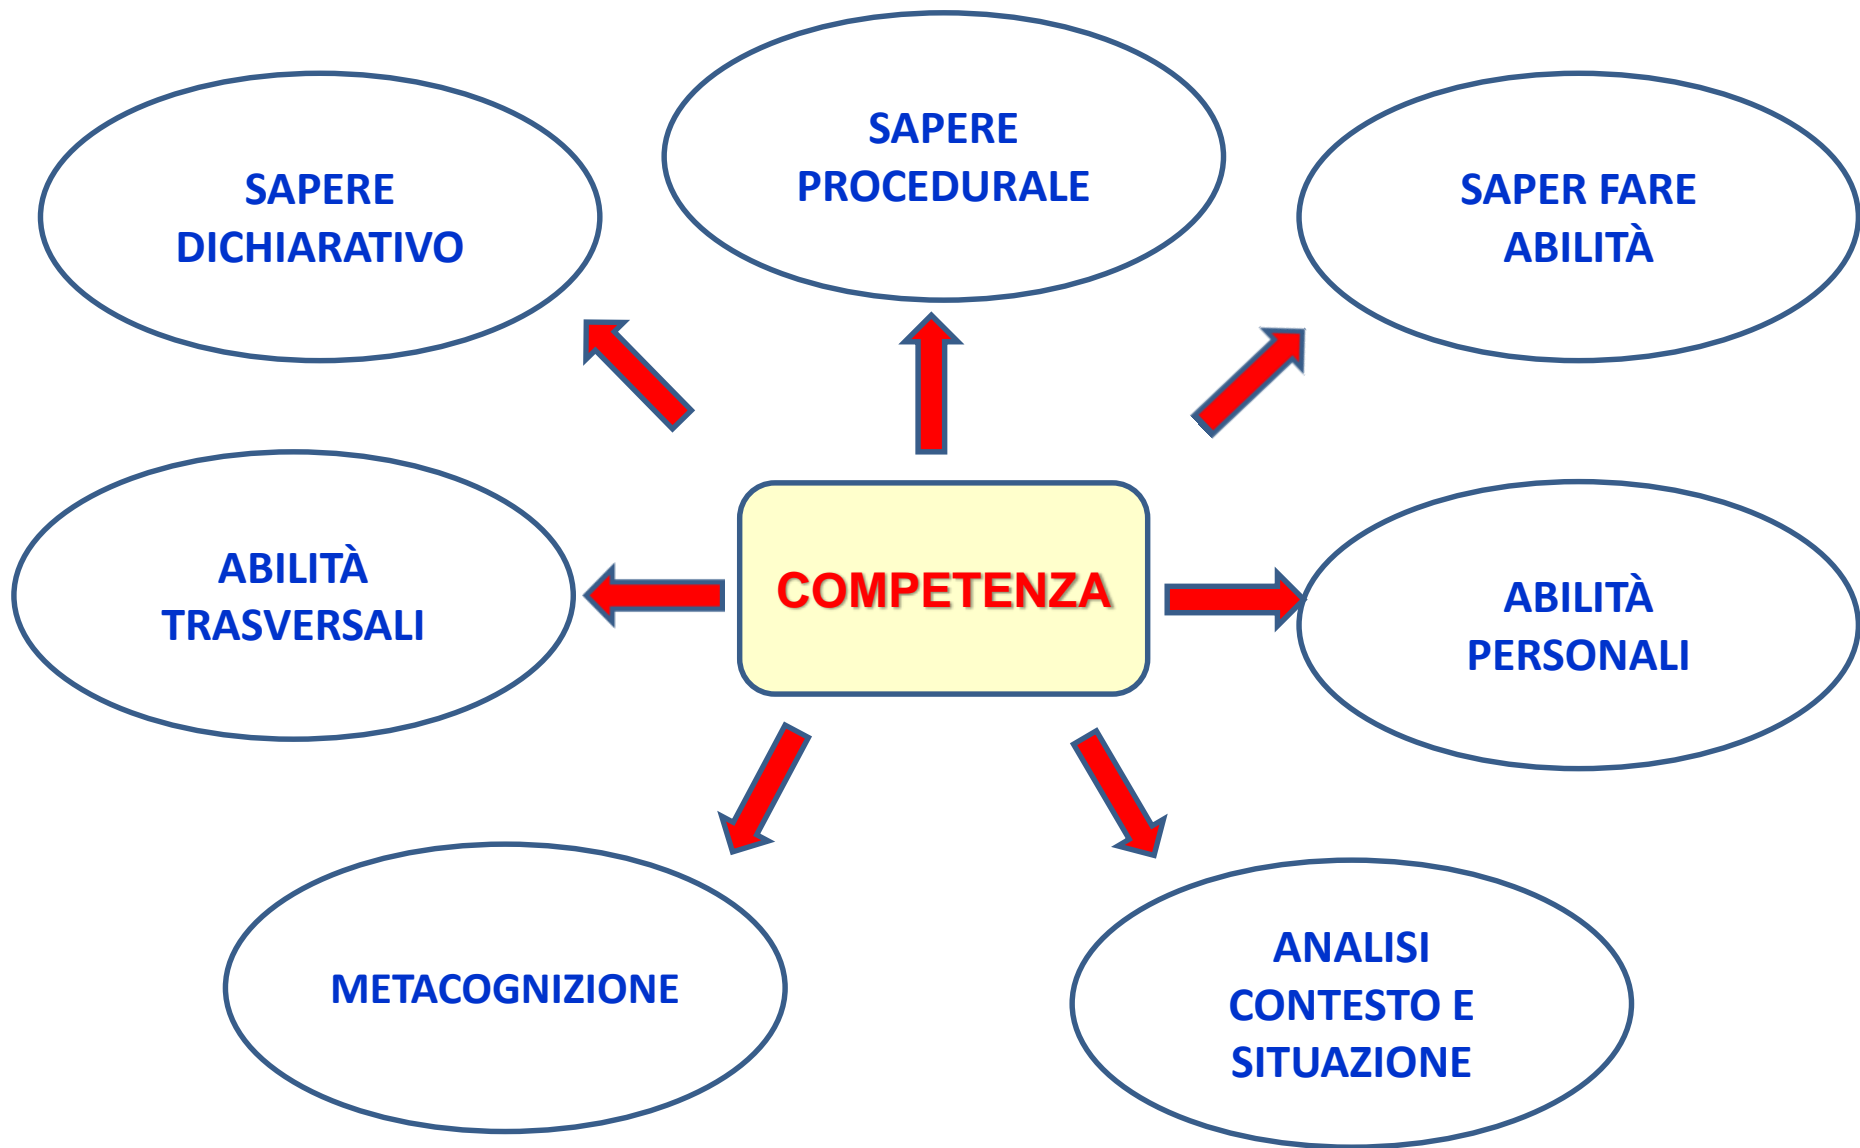 SAPERE
DICHIARATIVO
SAPERE
PROCEDURALE
SAPER FARE
ABILITÀ
ABILITÀ
TRASVERSALI
COMPETENZA
ABILITÀ
PERSONALI
METACOGNIZIONE
ANALISI
CONTESTO E
SITUAZIONE